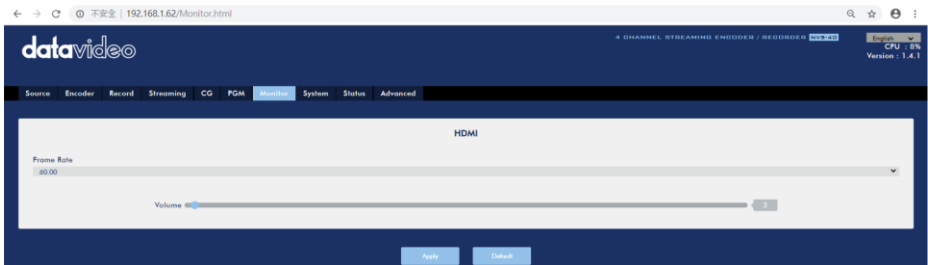 不安全 | 192.168.1.62/Monitor.html
datavideo
4 CHANNEL STREAMING ENCODER / RECORDER NVS-40
English
CPU : 8%
Version : 1.4.1
Source Encoder Record Streaming CG PGM Monitor System Status Advanced
HDMI
Frame Rate
60.00
Volume 3
Apply Default